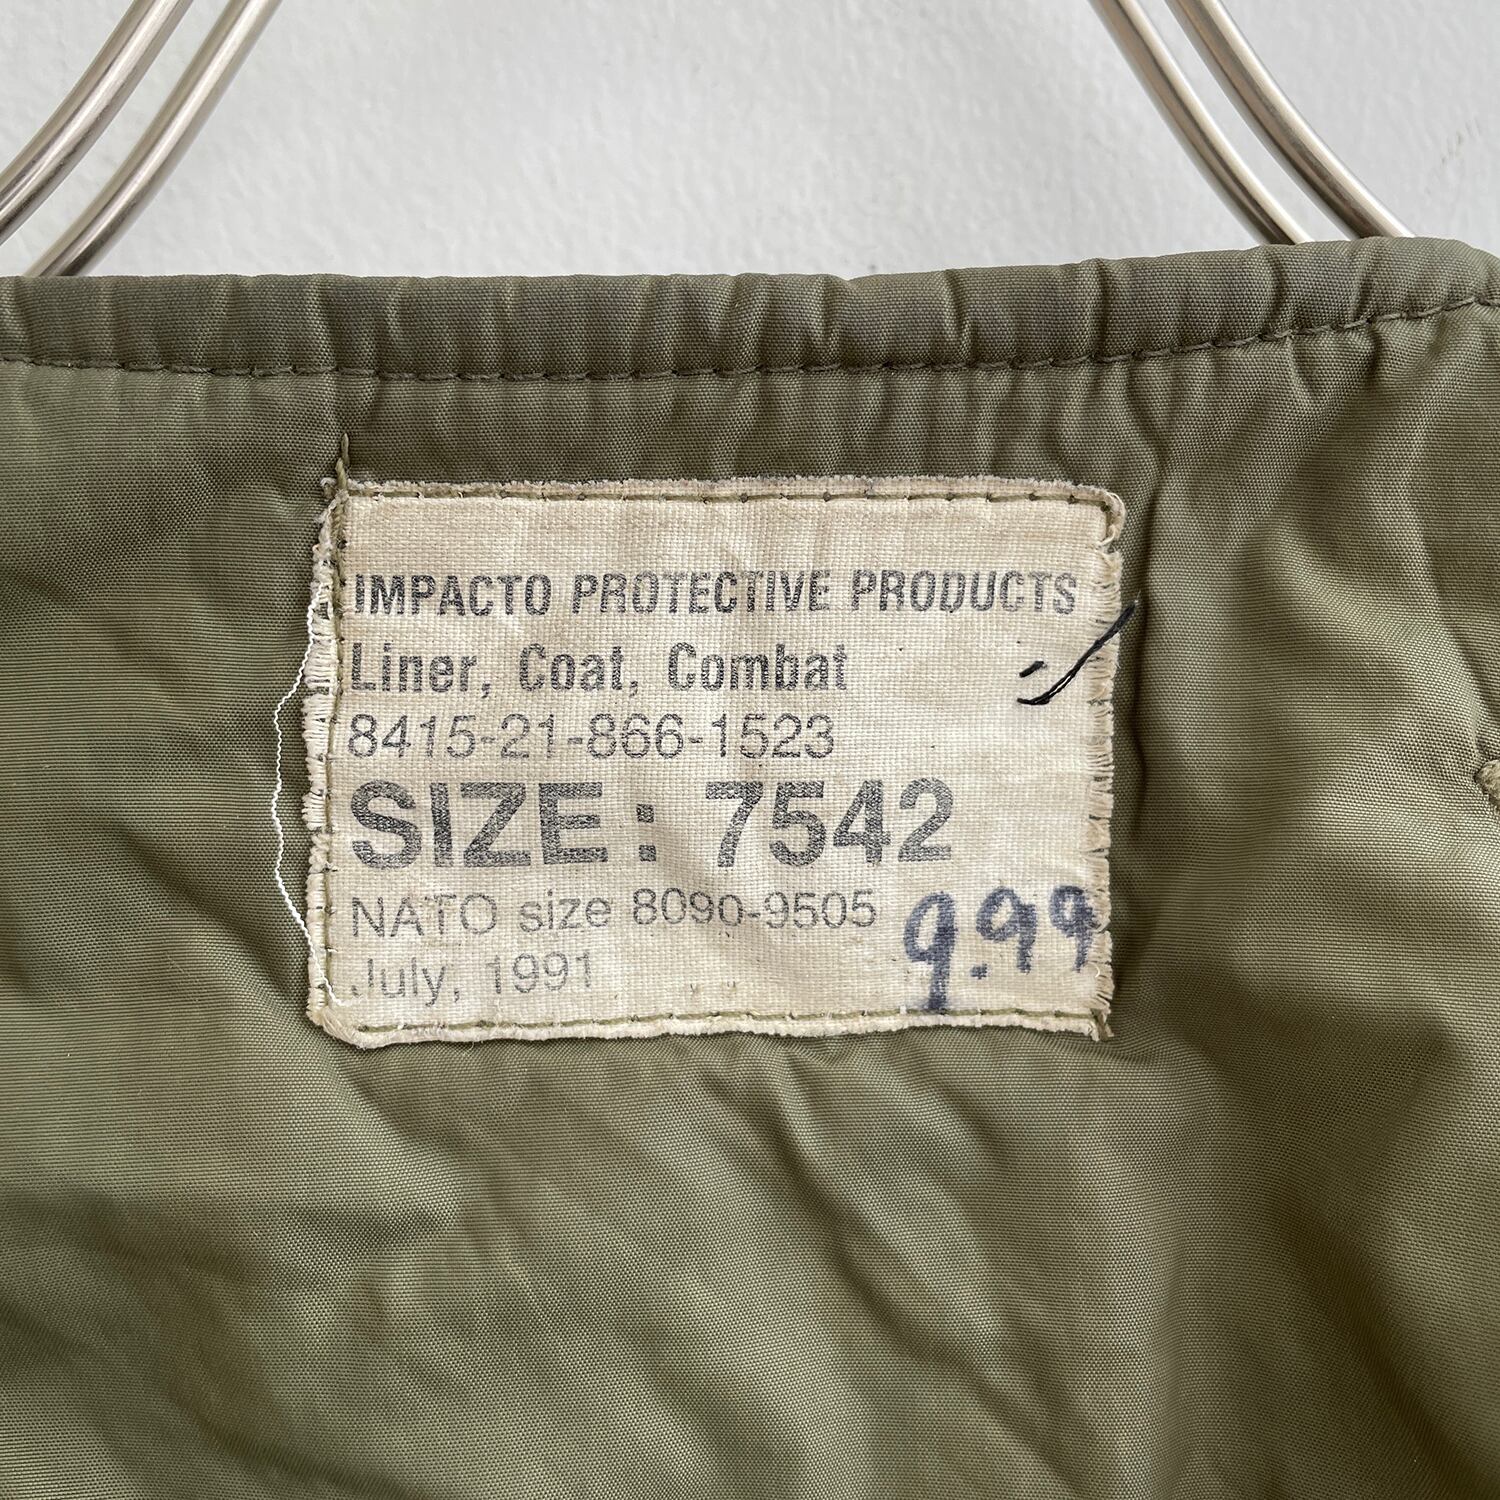 IMPACTO PROTECTIVE PRODUCTS
Liner, Coat, Combat
8415-21-866-1523
SIZE: 7542
NATO size 8090-9505
9.99
July, 1991